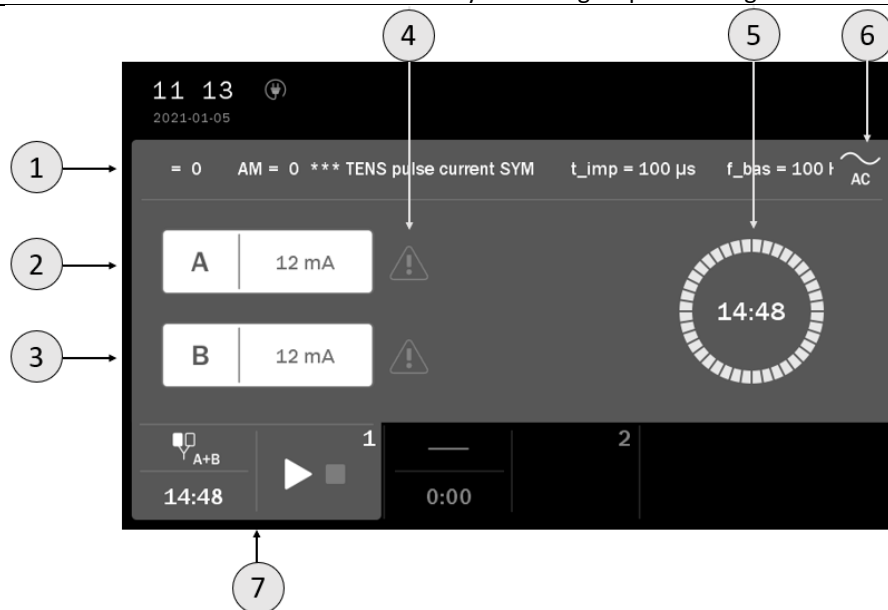 4
5
6
11 13
2021-01-05
1
= 0 AM = 0 *** TENS pulse current SYM t_imp = 100 µs f_bas = 100
AC
2
A 12 mA
14:48
3
B 12 mA
A+B
1
2
14:48
0:00
7